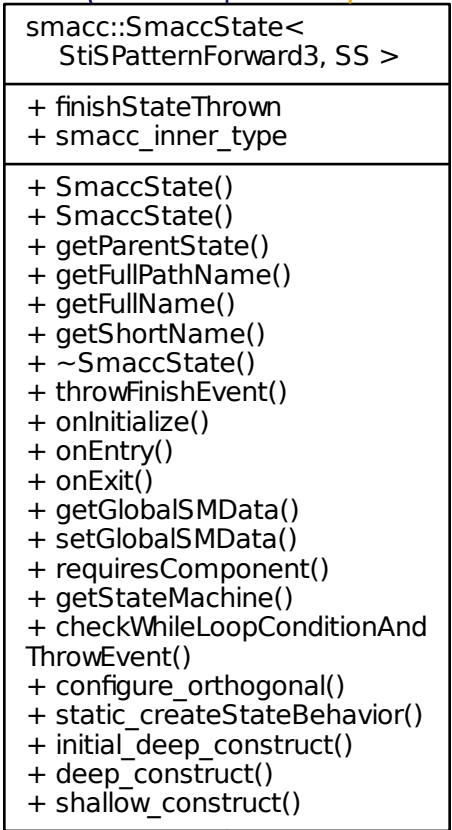 smacc::SmaccState<
StiSPatternForward3, SS >
+ finishStateThrown
+ smacc_inner_type
+ SmaccState()
+ SmaccState()
+ getParentState()
+ getFullPathName()
+ getFullName()
+ getShortName()
+ ~SmaccState()
+ throwFinishEvent()
+ onInitialize()
+ onEntry()
+ onExit()
+ getGlobalSMData()
+ setGlobalSMData()
+ requiresComponent()
+ getStateMachine()
+ checkWhileLoopConditionAnd
ThrowEvent()
+ configure_orthogonal()
+ static_createStateBehavior()
+ initial_deep_construct()
+ deep_construct()
+ shallow_construct()